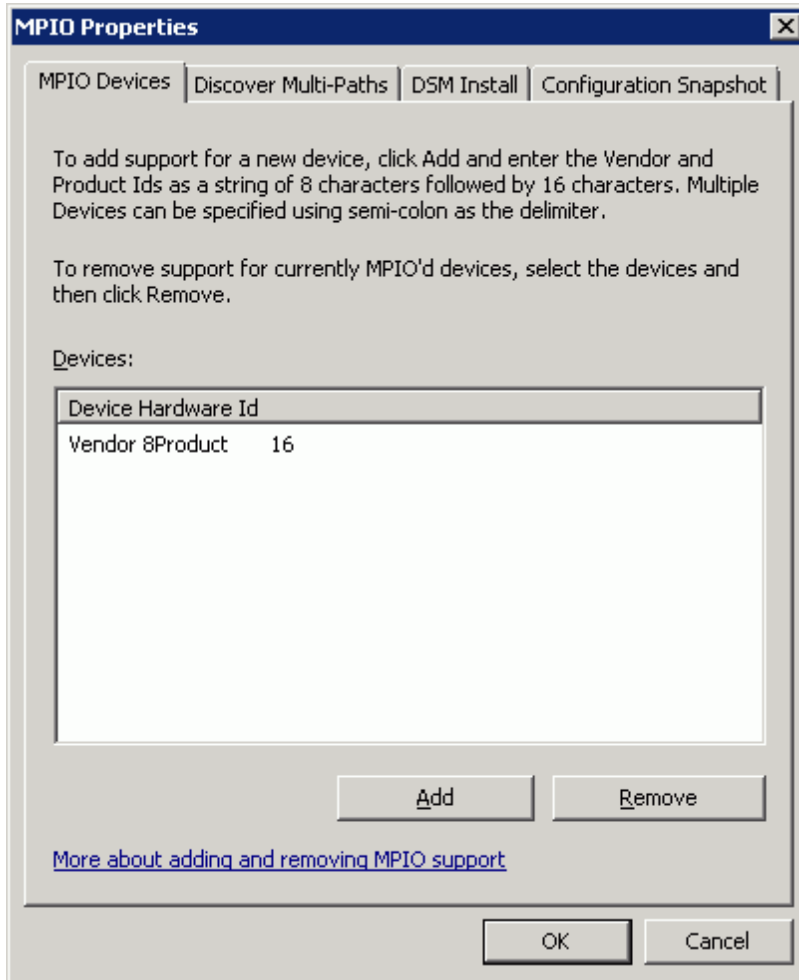 MPIO Properties
MPIO Devices Discover Multi-Paths DSM Install Configuration Snapshot
To add support for a new device, click Add and enter the Vendor and
Product Ids as a string of 8 characters followed by 16 characters. Multiple
Devices can be specified using semi-colon as the delimiter.
To remove support for currently MPIO'd devices, select the devices and
then click Remove.
Devices:
Device Hardware Id
Vendor 8Product 16
Add Remove
More about adding and removing MPIO support
OK Cancel